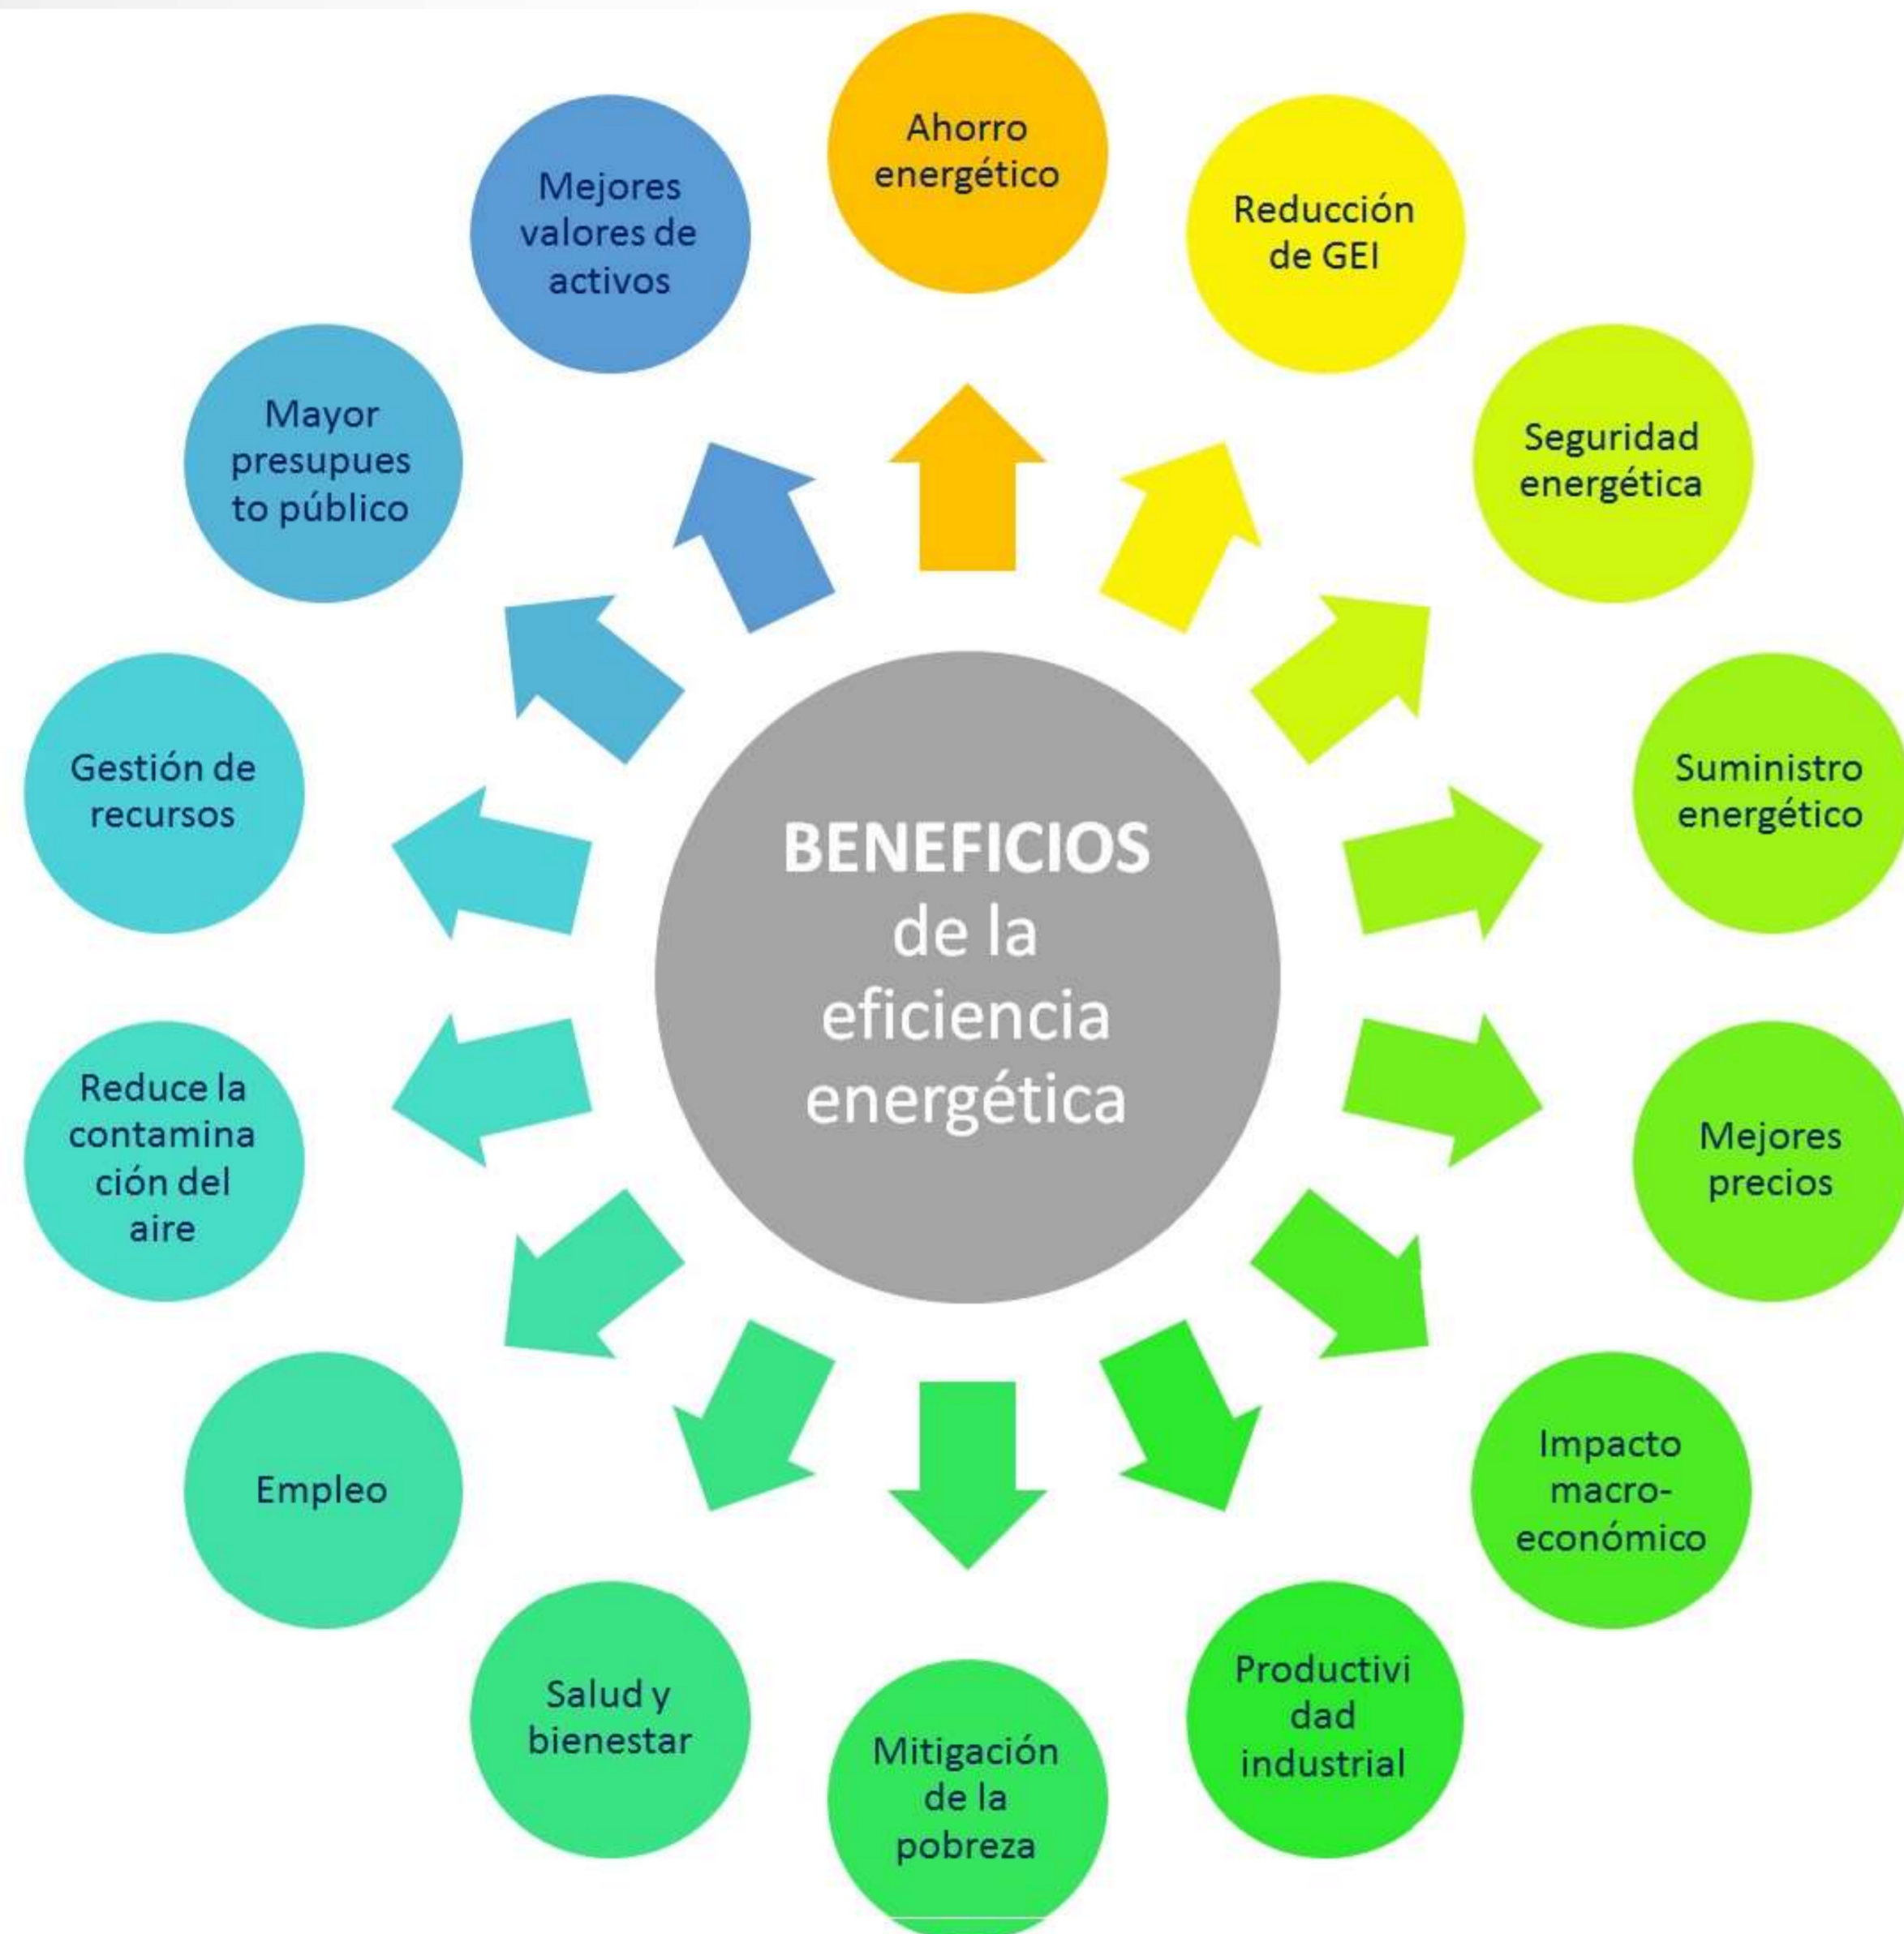 Ahorro
energético
Reducción
de GEI
Seguridad
energética
Suministro
energético
Mejores
precios
Impacto
macro-
económico
Productivi
dad
industrial
Mitigación
de la
pobreza
Salud y
bienestar
Empleo
Reduce la
contamina
ción del
aire
Gestión de
recursos
Mayor
presupues
to público
Mejores
valores de
activos
BENEFICIOS
de la
eficiencia
energética